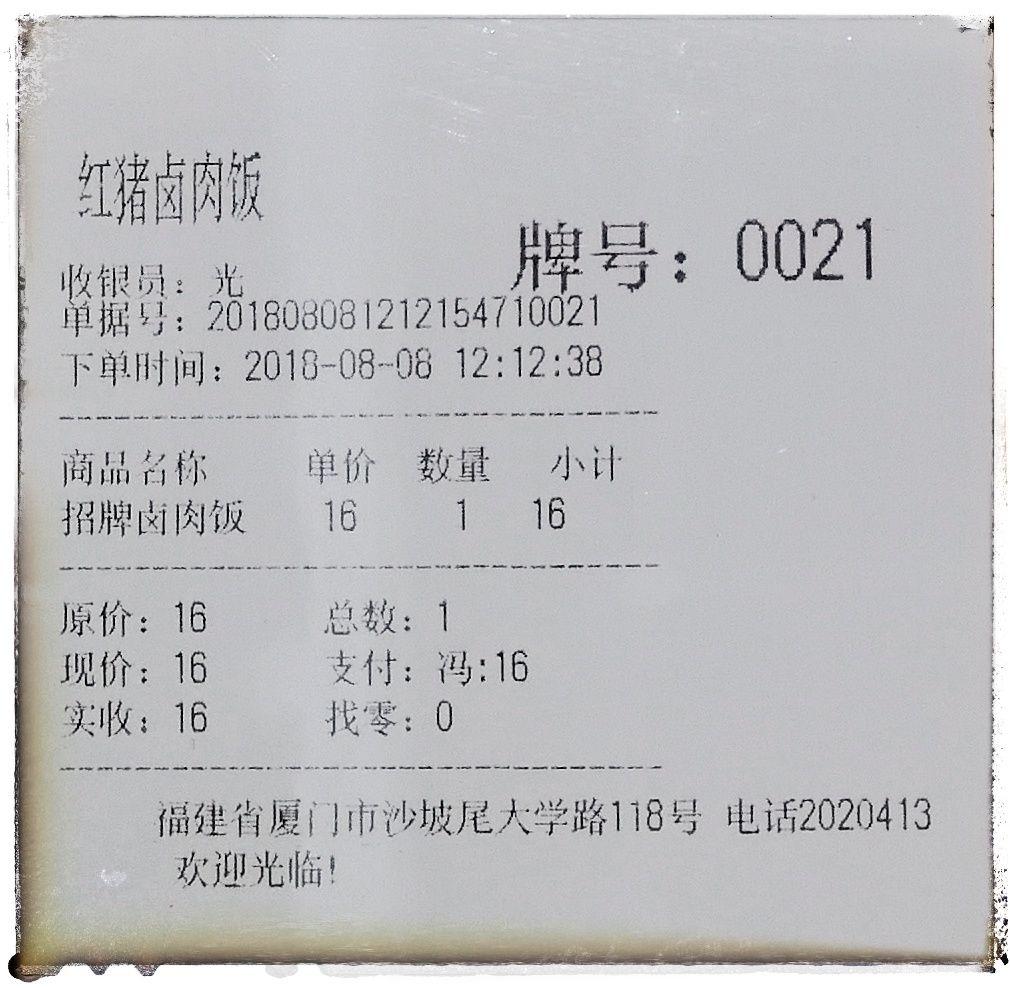 红猪卤肉饭
牌号：0021
收银员：光
单据号：201808081212154710021
下单时间：2018-08-08 12:12:38
商品名称 单价 数量 小计
招牌卤肉饭 16 1 16
原价：16 总数：1
现价：16 支付：冯:16
实收：16 找零：0
福建省厦门市沙坡尾大学路118号 电话2020413
欢迎光临！